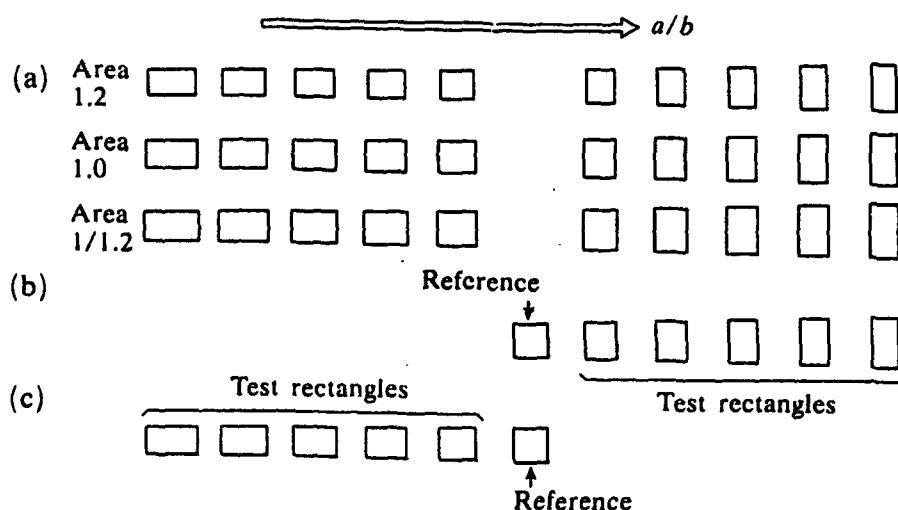 a/b
(a)
Area
1.2
Area
1.0
Area
1/1.2
(b)
Reference
Test rectangles
(c)
Test rectangles
Reference